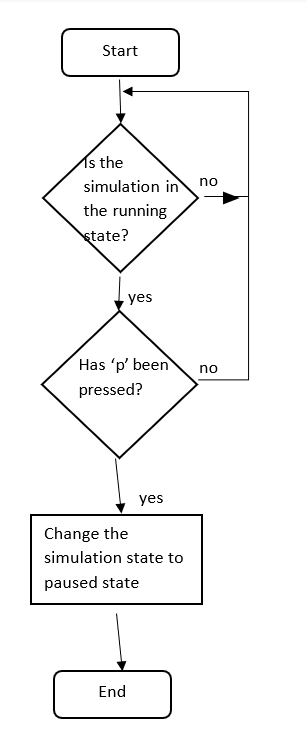 Start
Is the
simulation in
the running
state?
no
yes
Has ‘p’ been
pressed?
no
yes
Change the
simulation state to
paused state
End